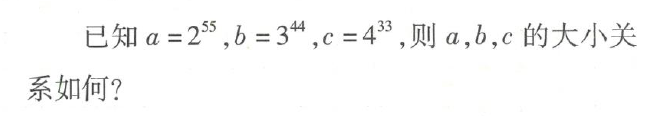 已知 a = 2⁵⁵ , b = 3⁴⁴ , c = 4³³ ,则 a,b,c 的大小关
系如何?